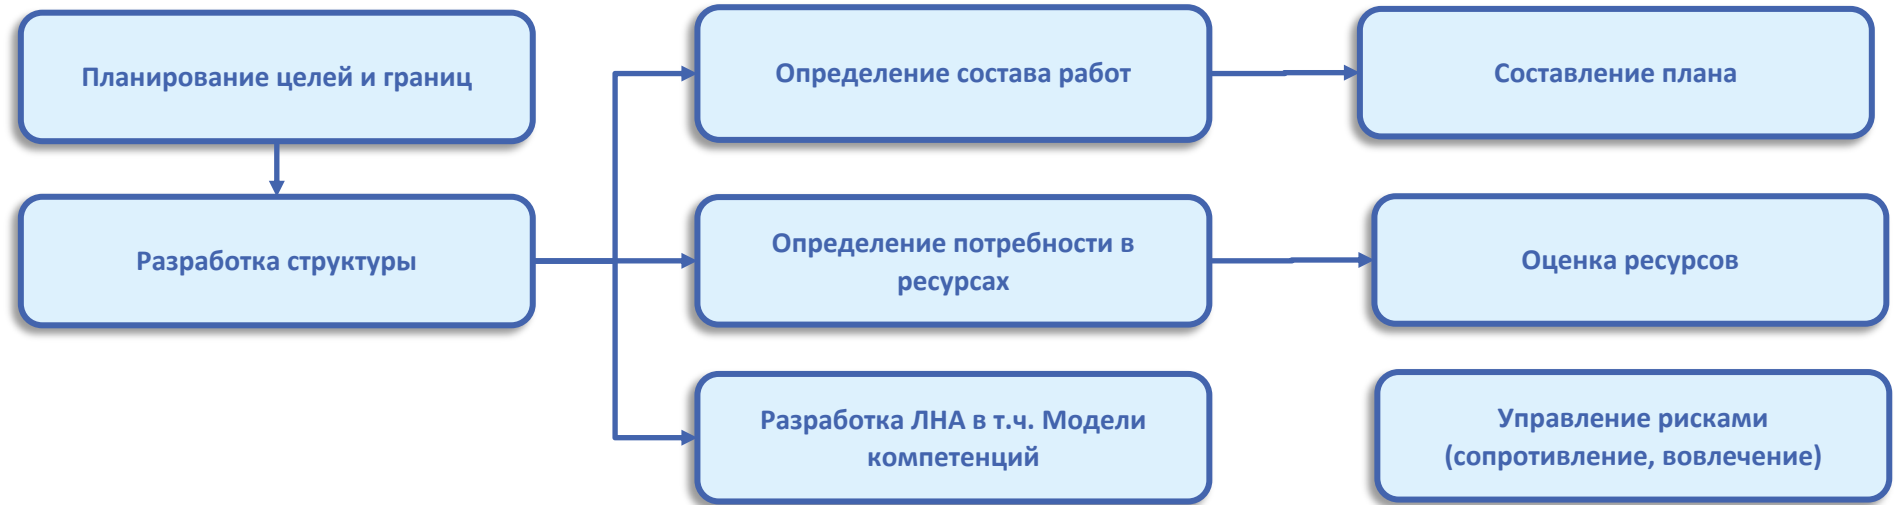 Планирование целей и границ
Определение состава работ
Составление плана
Разработка структуры
Определение потребности в
ресурсах
Оценка ресурсов
Разработка ЛНА в т.ч. Модели
компетенций
Управление рисками
(сопротивление, вовлечение)